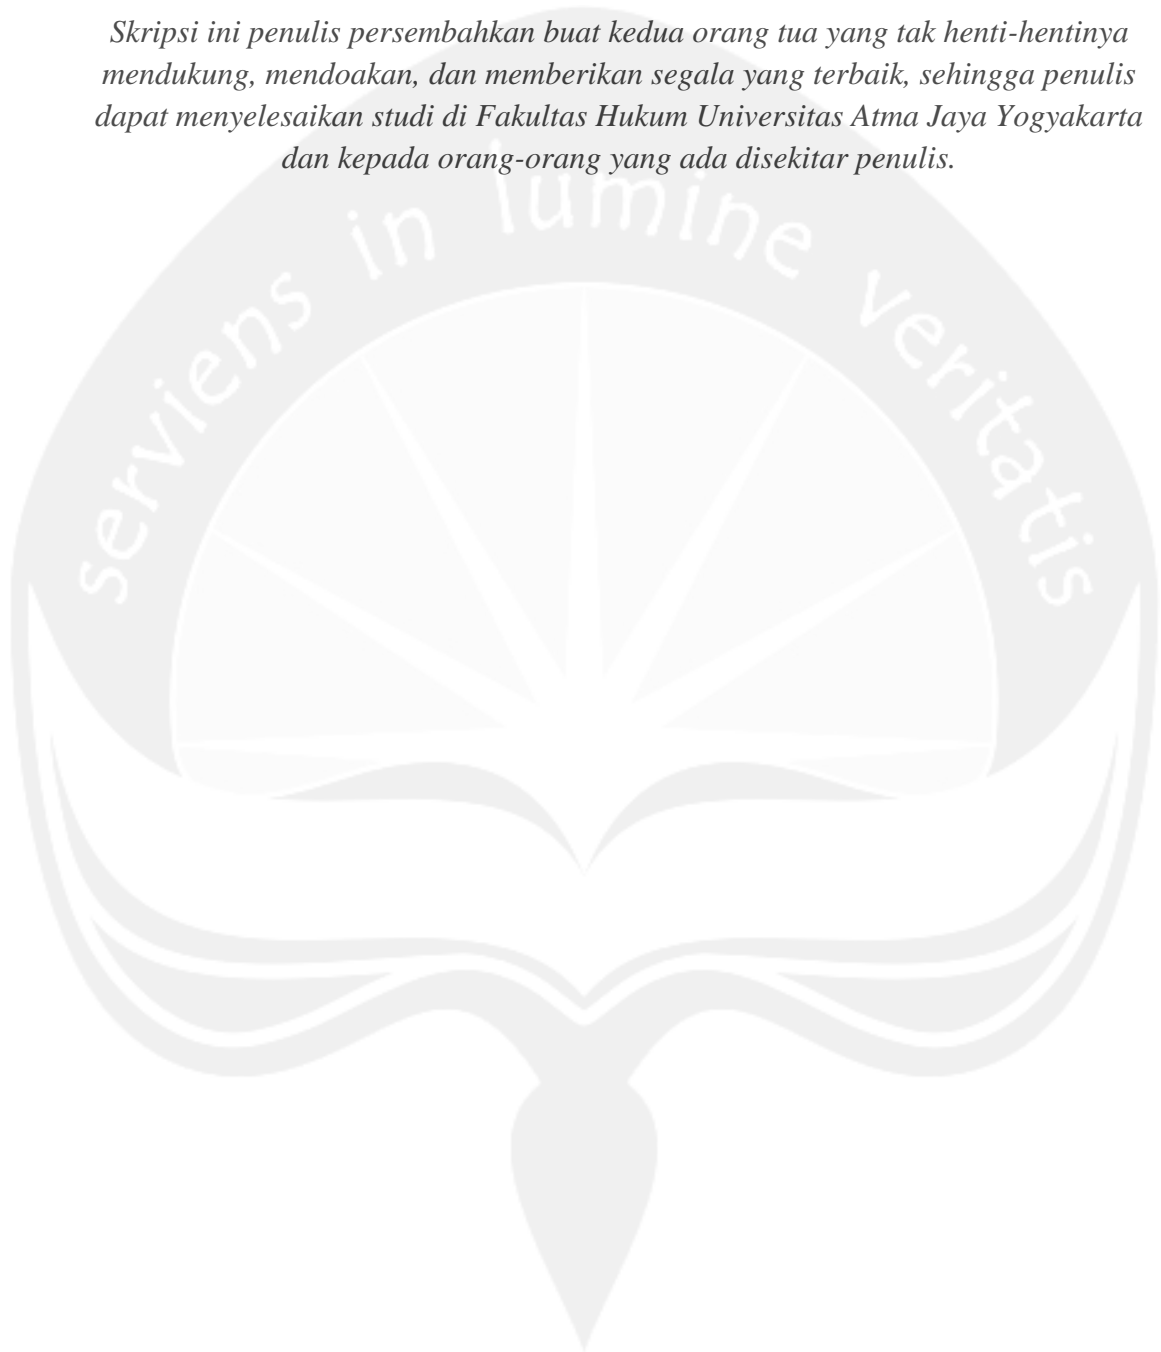 Skripsi ini penulis persembahkan buat kedua orang tua yang tak henti-hentinya
mendukung, mendoakan, dan memberikan segala yang terbaik, sehingga penulis
dapat menyelesaikan studi di Fakultas Hukum Universitas Atma Jaya Yogyakarta
dan kepada orang-orang yang ada disekitar penulis.
serviens in lumine veritatis